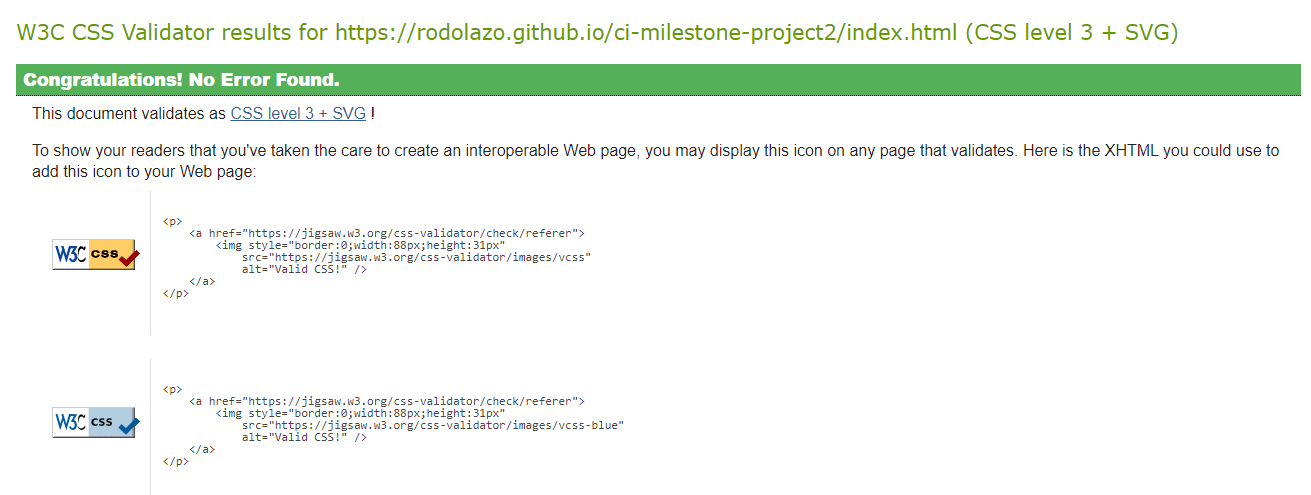 W3C CSS Validator results for https://rodolazo.github.io/ci-milestone-project2/index.html (CSS level 3 + SVG)
Congratulations! No Error Found.
This document validates as CSS level 3 + SVG !
To show your readers that you've taken the care to create an interoperable Web page, you may display this icon on any page that validates. Here is the XHTML you could use to
add this icon to your Web page:
W3C css
<p>
    <a href="https://jigsaw.w3.org/css-validator/check/referer">
        <img style="border:0;width:88px;height:31px"
            src="https://jigsaw.w3.org/css-validator/images/vcss"
            alt="Valid CSS!" />
    </a>
</p>
W3C css
<p>
    <a href="https://jigsaw.w3.org/css-validator/check/referer">
        <img style="border:0;width:88px;height:31px"
            src="https://jigsaw.w3.org/css-validator/images/vcss-blue"
            alt="Valid CSS!" />
    </a>
</p>